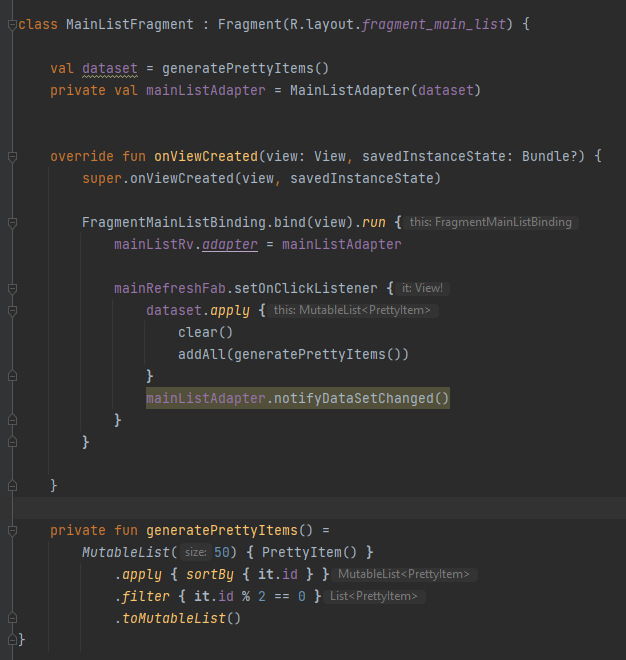 class MainListFragment : Fragment(R.layout.fragment_main_list) {
val dataset = generatePrettyItems()
private val mainListAdapter = MainListAdapter(dataset)
override fun onViewCreated(view: View, savedInstanceState: Bundle?) {
super.onViewCreated(view, savedInstanceState)
FragmentMainListBinding.bind(view).run { this: FragmentMainListBinding
mainListRv.adapter = mainListAdapter
mainRefreshFab.setOnClickListener { it: View!
dataset.apply { this: MutableList<PrettyItem>
clear()
addAll(generatePrettyItems())
}
mainListAdapter.notifyDataSetChanged()
}
}
}
private fun generatePrettyItems() =
MutableList( size: 50) { PrettyItem() }
.apply { sortBy { it.id } } MutableList<PrettyItem>
.filter { it.id % 2 == 0 } List<PrettyItem>
.toMutableList()
}